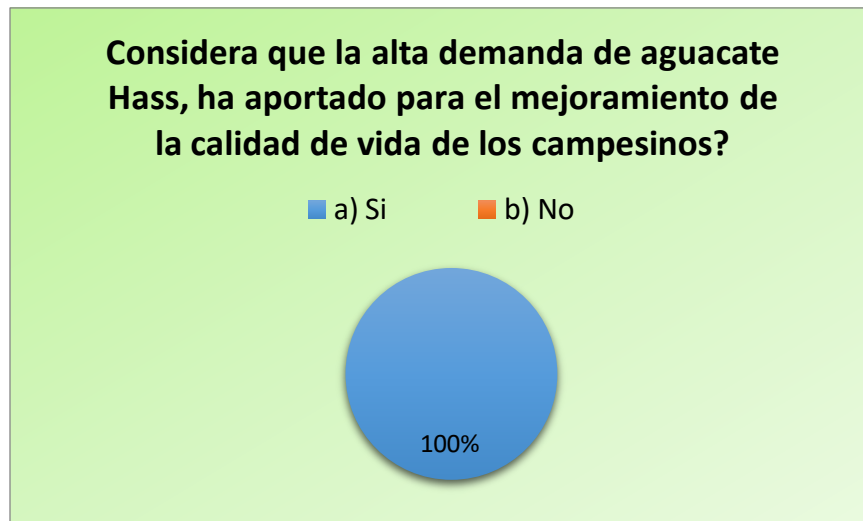 Considera que la alta demanda de aguacate
Hass, ha aportado para el mejoramiento de
la calidad de vida de los campesinos?
a) Si b) No
100%